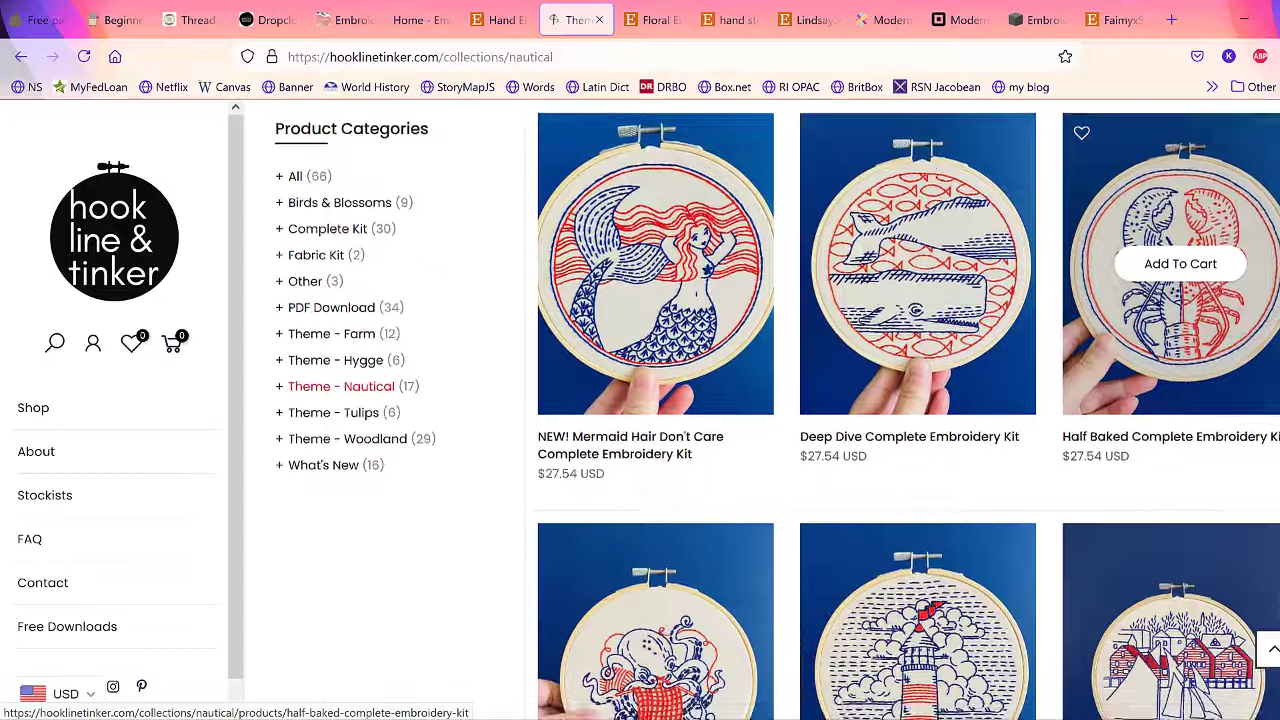 Free-pa
Beginne
Thread
Dropclo
Embroic
Home - Em
Hand E
Them
Floral E
hand st
Lindsay
Modern
Modern
Embroi
FaimyxS
https://hooklinetinker.com/collections/nautical
K
ABP
NS
MyFedLoan
Netflix
Canvas
Banner
World History
StoryMapJS
Words
Latin Dict
DR
DRBO
Box.net
RI OPAC
BritBox
RSN Jacobean
my blog
Other
hook
line &
tinker
0
0
Shop
About
Stockists
FAQ
Contact
Free Downloads
USD
Product Categories
+ All (66)
+ Birds & Blossoms (9)
+ Complete Kit (30)
+ Fabric Kit (2)
+ Other (3)
+ PDF Download (34)
+ Theme - Farm (12)
+ Theme - Hygge (6)
+ Theme - Nautical (17)
+ Theme - Tulips (6)
+ Theme - Woodland (29)
+ What's New (16)
NEW! Mermaid Hair Don't Care
Complete Embroidery Kit
$27.54 USD
Deep Dive Complete Embroidery Kit
$27.54 USD
Add To Cart
Half Baked Complete Embroidery Ki
$27.54 USD
https://hooklinetinker.com/collections/nautical/products/half-baked-complete-embroidery-kit